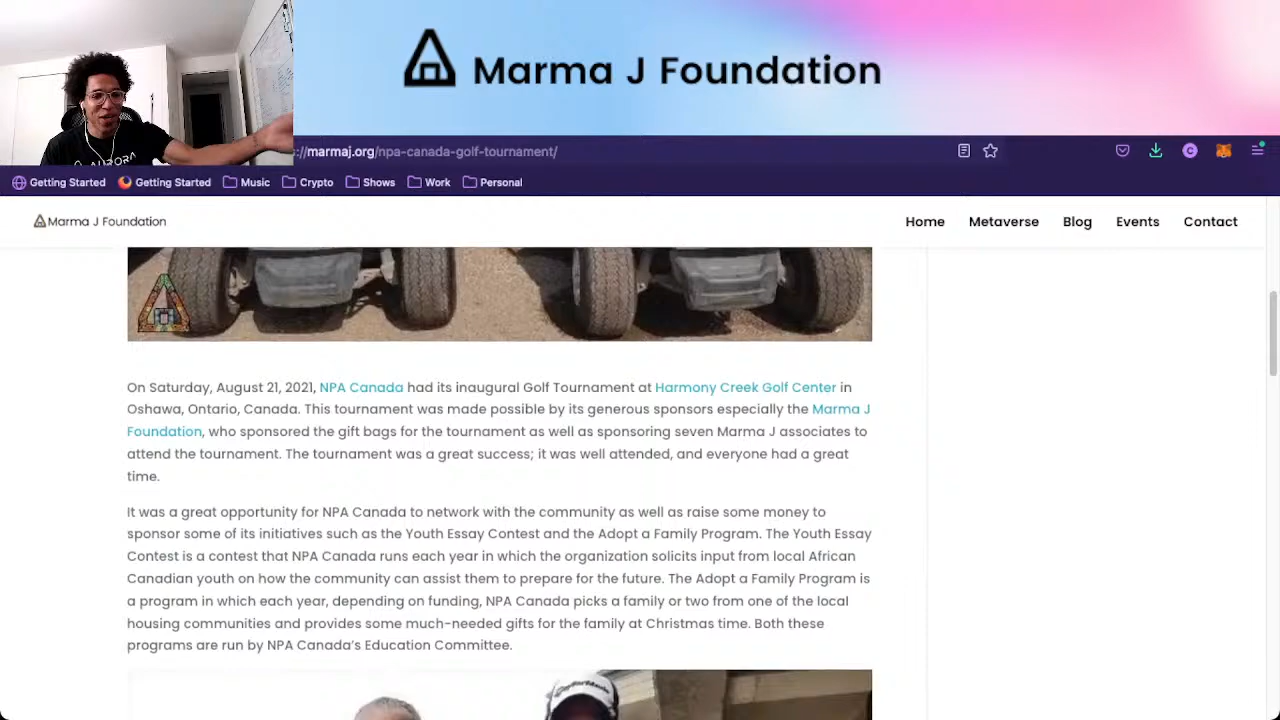 Marma J Foundation
AURORA
://marmaj.org/npa-canada-golf-tournament/
Getting Started
Getting Started
Music
Crypto
Shows
Work
Personal
Marma J Foundation
Home
Metaverse
Blog
Events
Contact
On Saturday, August 21, 2021, NPA Canada had its inaugural Golf Tournament at Harmony Creek Golf Center in
Oshawa, Ontario, Canada. This tournament was made possible by its generous sponsors especially the Marma J
Foundation, who sponsored the gift bags for the tournament as well as sponsoring seven Marma J associates to
attend the tournament. The tournament was a great success; it was well attended, and everyone had a great
time.
It was a great opportunity for NPA Canada to network with the community as well as raise some money to
sponsor some of its initiatives such as the Youth Essay Contest and the Adopt a Family Program. The Youth Essay
Contest is a contest that NPA Canada runs each year in which the organization solicits input from local African
Canadian youth on how the community can assist them to prepare for the future. The Adopt a Family Program is
a program in which each year, depending on funding, NPA Canada picks a family or two from one of the local
housing communities and provides some much-needed gifts for the family at Christmas time. Both these
programs are run by NPA Canada's Education Committee.
TaylorMade